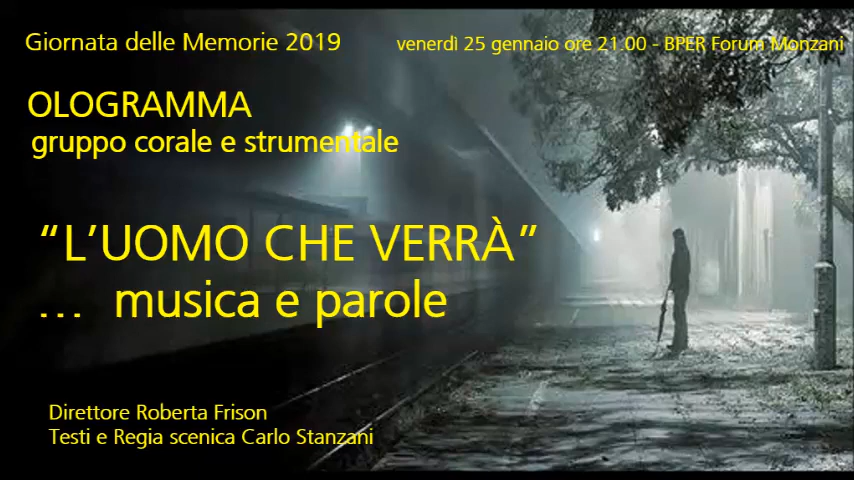 Giornata delle Memorie 2019
venerdì 25 gennaio ore 21.00 - BPER Forum Monzani
OLOGRAMMA
gruppo corale e strumentale
“L’UOMO CHE VERRÀ”
... musica e parole
Direttore Roberta Frison
Testi e Regia scenica Carlo Stanzani